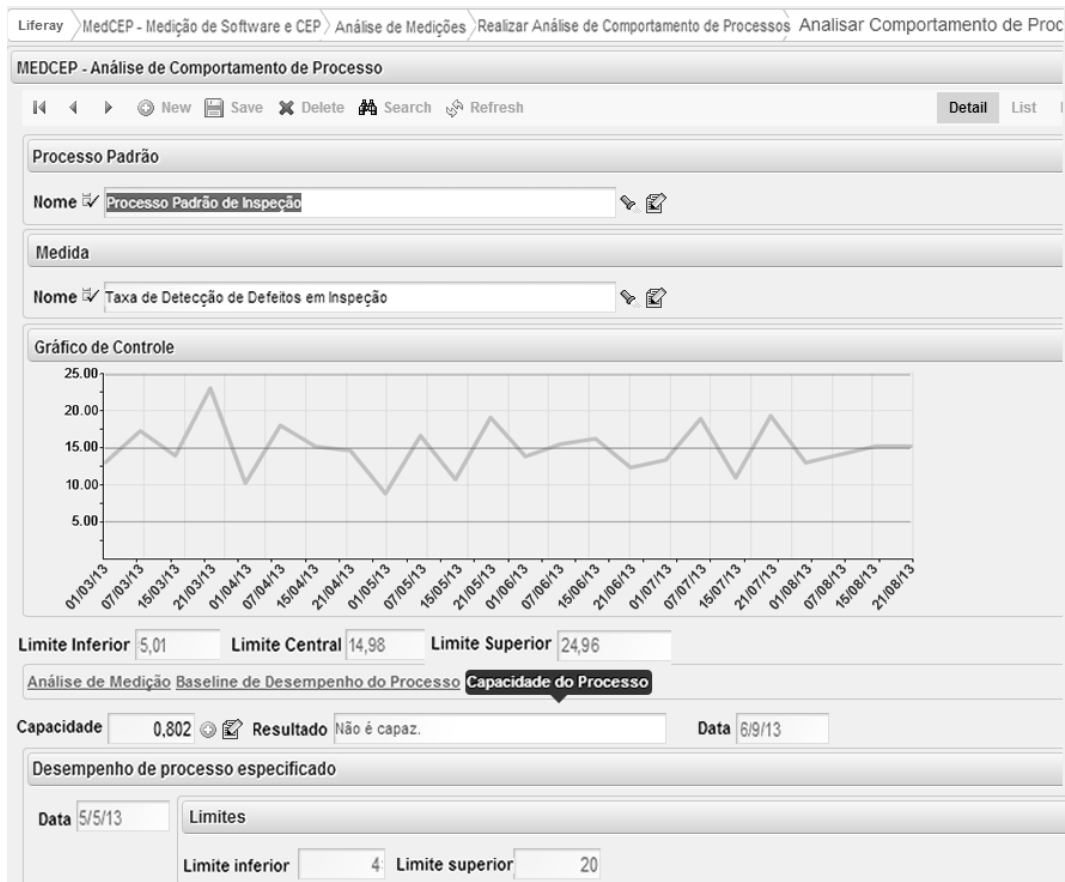 Liferay MedCEP - Medição de Software e CEP Análise de Medições Realizar Análise de Comportamento de Processos Analisar Comportamento de Proc
MEDCEP - Análise de Comportamento de Processo
New Save Delete Search Refresh Detail List
Processo Padrão
Nome Processo Padrão de Inspeção
Medida
Nome Taxa de Detecção de Defeitos em Inspeção
Gráfico de Controle
25.00
20.00
15.00
10.00
5.00
01/03/13 07/03/13 15/03/13 21/03/13 01/04/13 07/04/13 15/04/13 21/04/13 01/05/13 07/05/13 15/05/13 21/05/13 01/06/13 07/06/13 15/06/13 21/06/13 01/07/13 07/07/13 15/07/13 21/07/13 01/08/13 07/08/13 15/08/13 21/08/13
Limite Inferior 5,01 Limite Central 14,98 Limite Superior 24,96
Análise de Medição Baseline de Desempenho do Processo Capacidade do Processo
Capacidade 0,802 Resultado Não é capaz. Data 6/9/13
Desempenho de processo especificado
Data 5/5/13 Limites
Limite inferior 4 Limite superior 20